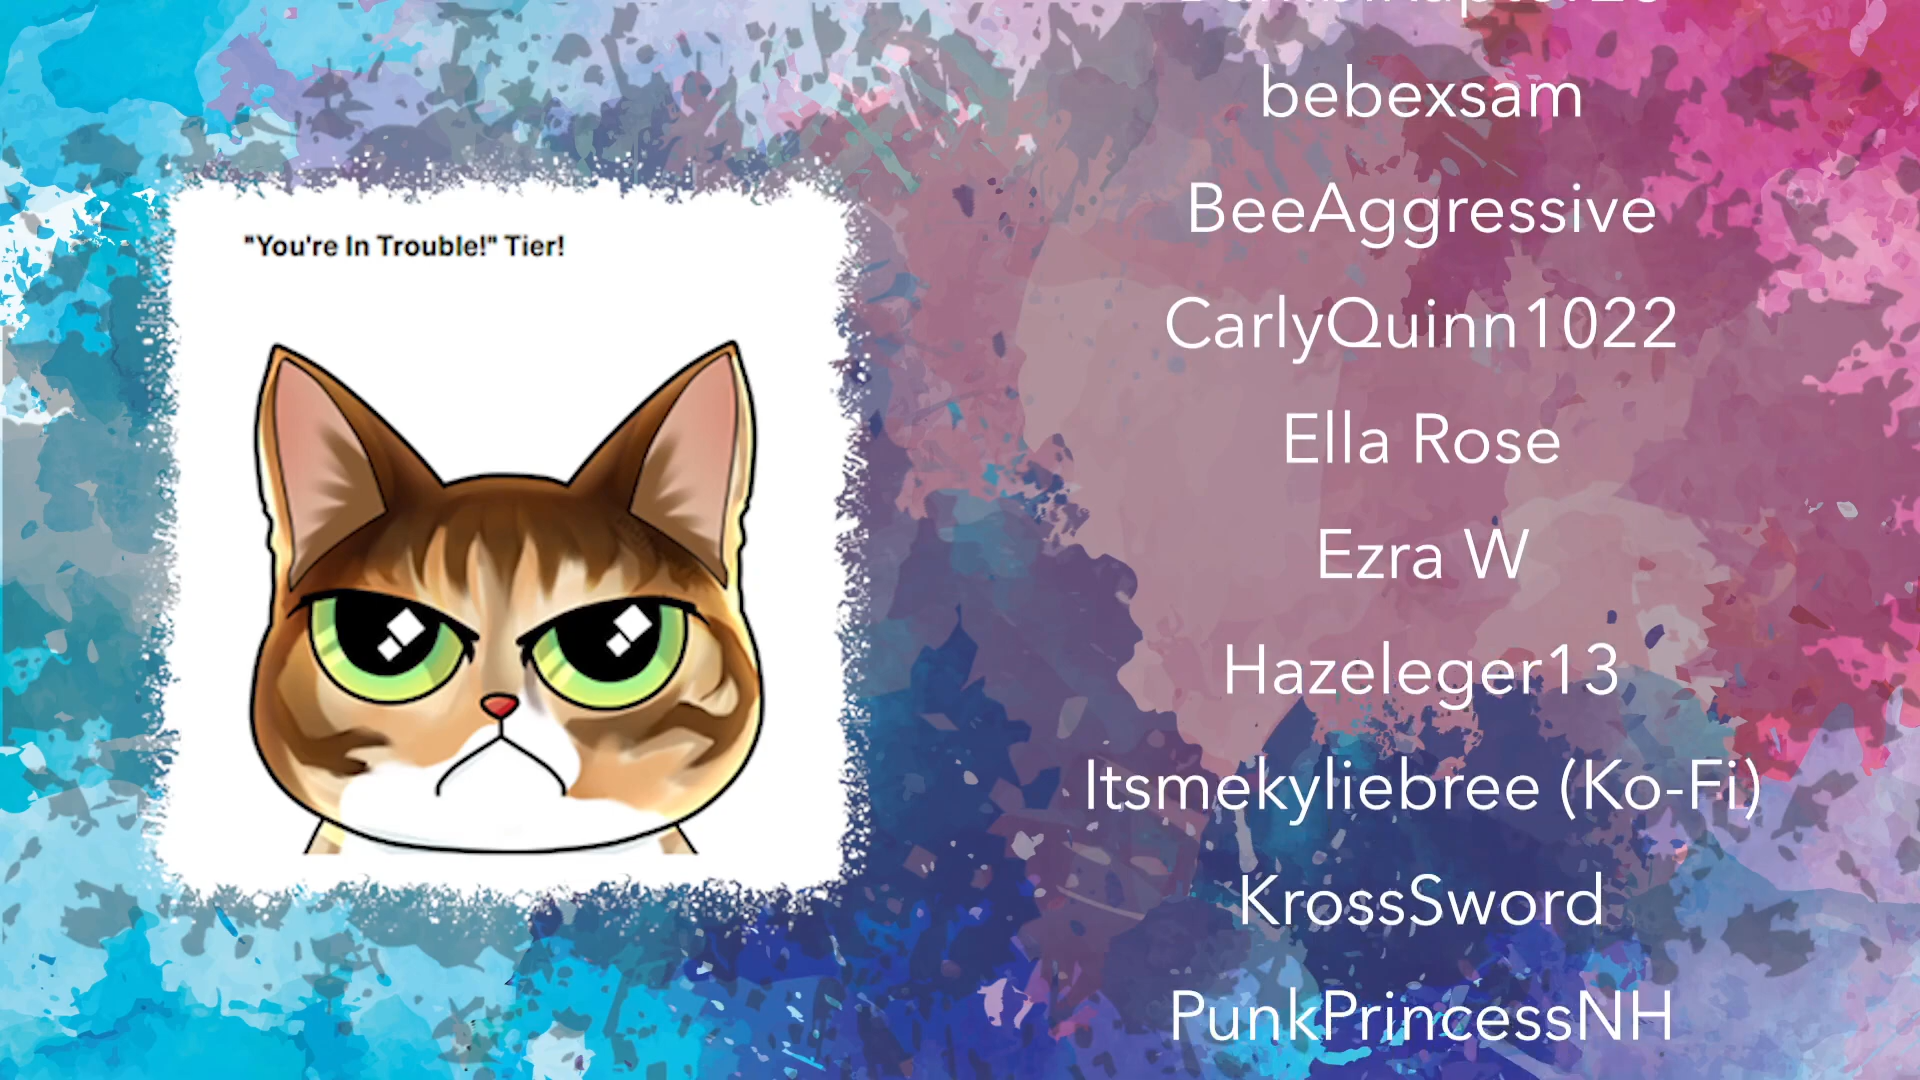 "You're In Trouble!" Tier!
bebexsam
BeeAggressive
CarlyQuinn1022
Ella Rose
Ezra W
Hazeleger13
Itsmekyliebree (Ko-Fi)
KrossSword
PunkPrincessNH